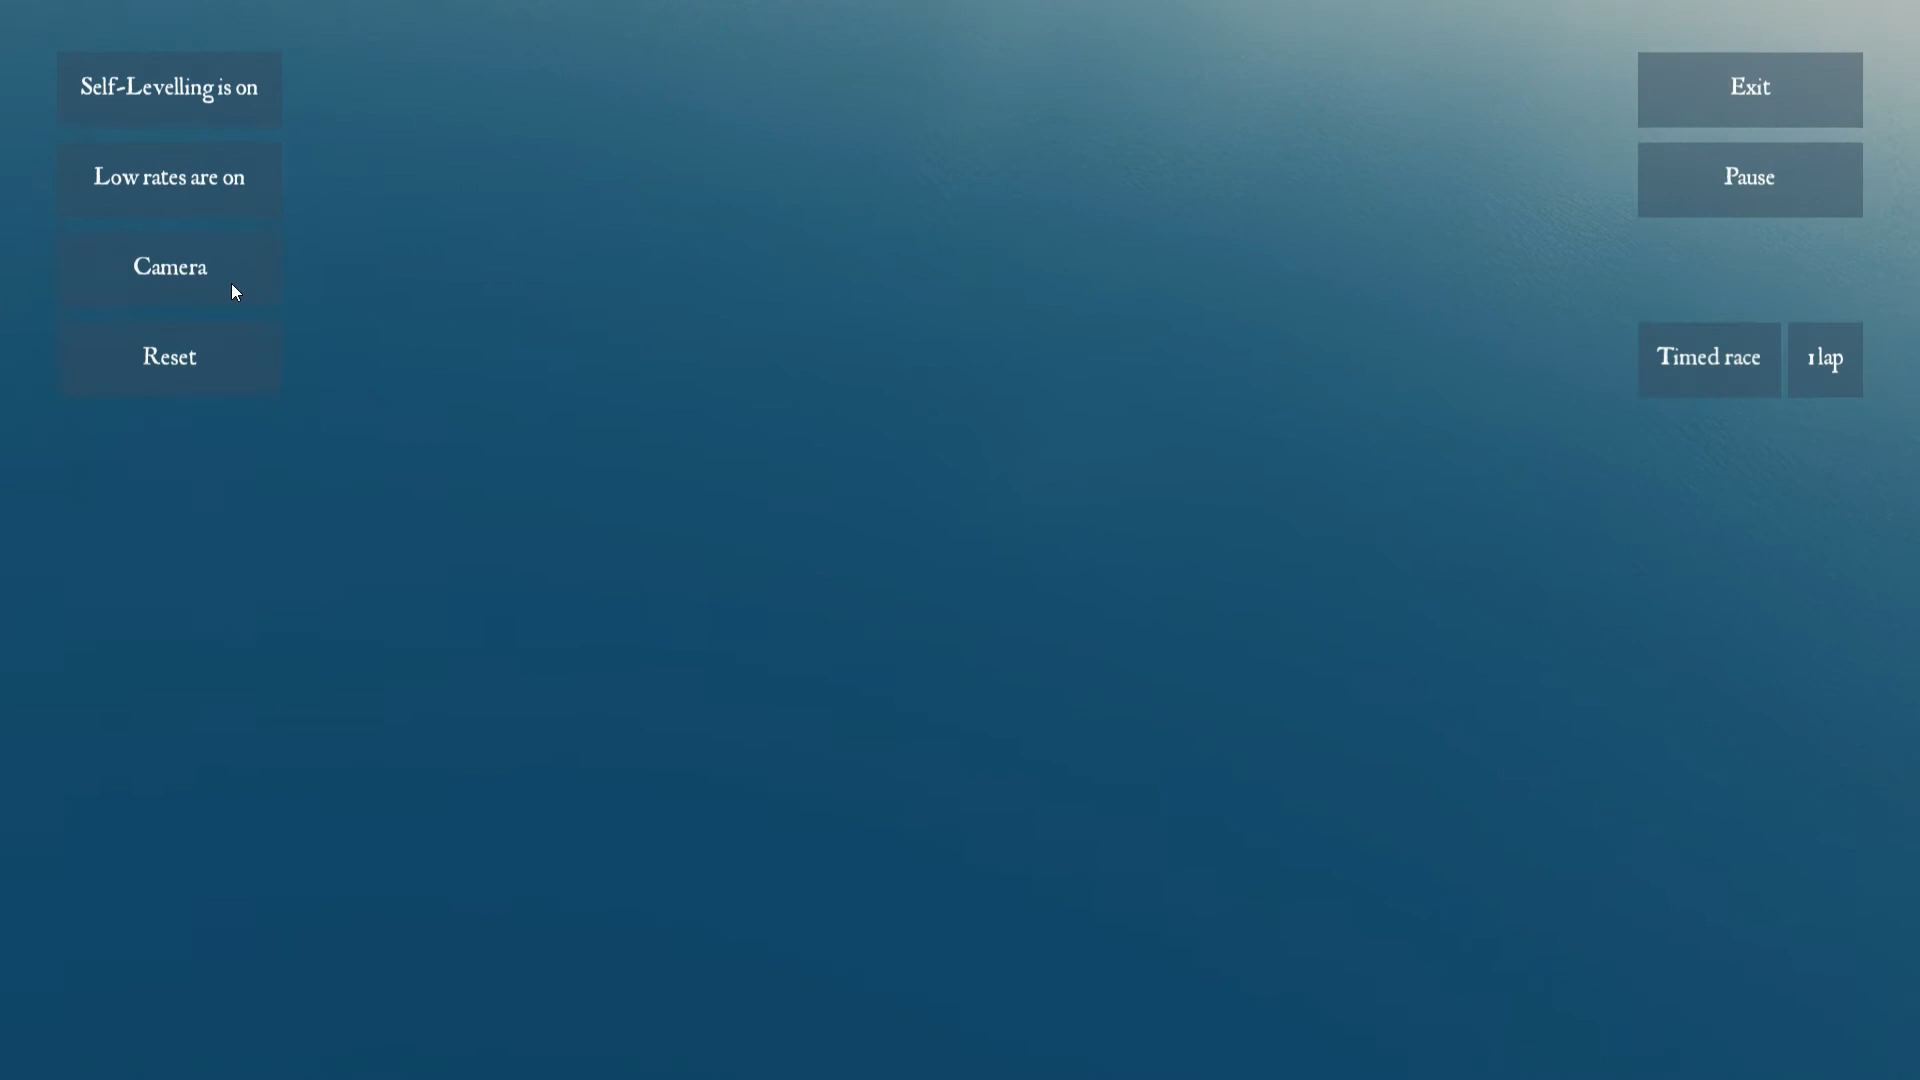 Self-Levelling is on
Low rates are on
Camera
Reset
Exit
Pause
Timed race
1 lap